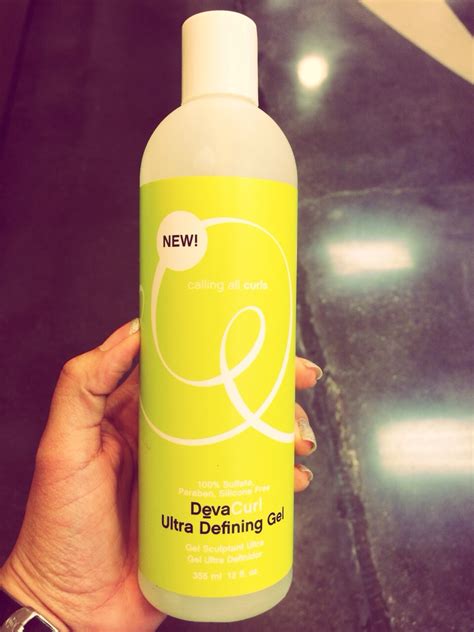 NEW!
calling all curls
100% Sulfate,
Paraben, Silicone Free
DevaCurl
Ultra Defining Gel
Gel Sculptant Ultra
Gel Ultra Definidor
355 ml 12 fl. oz